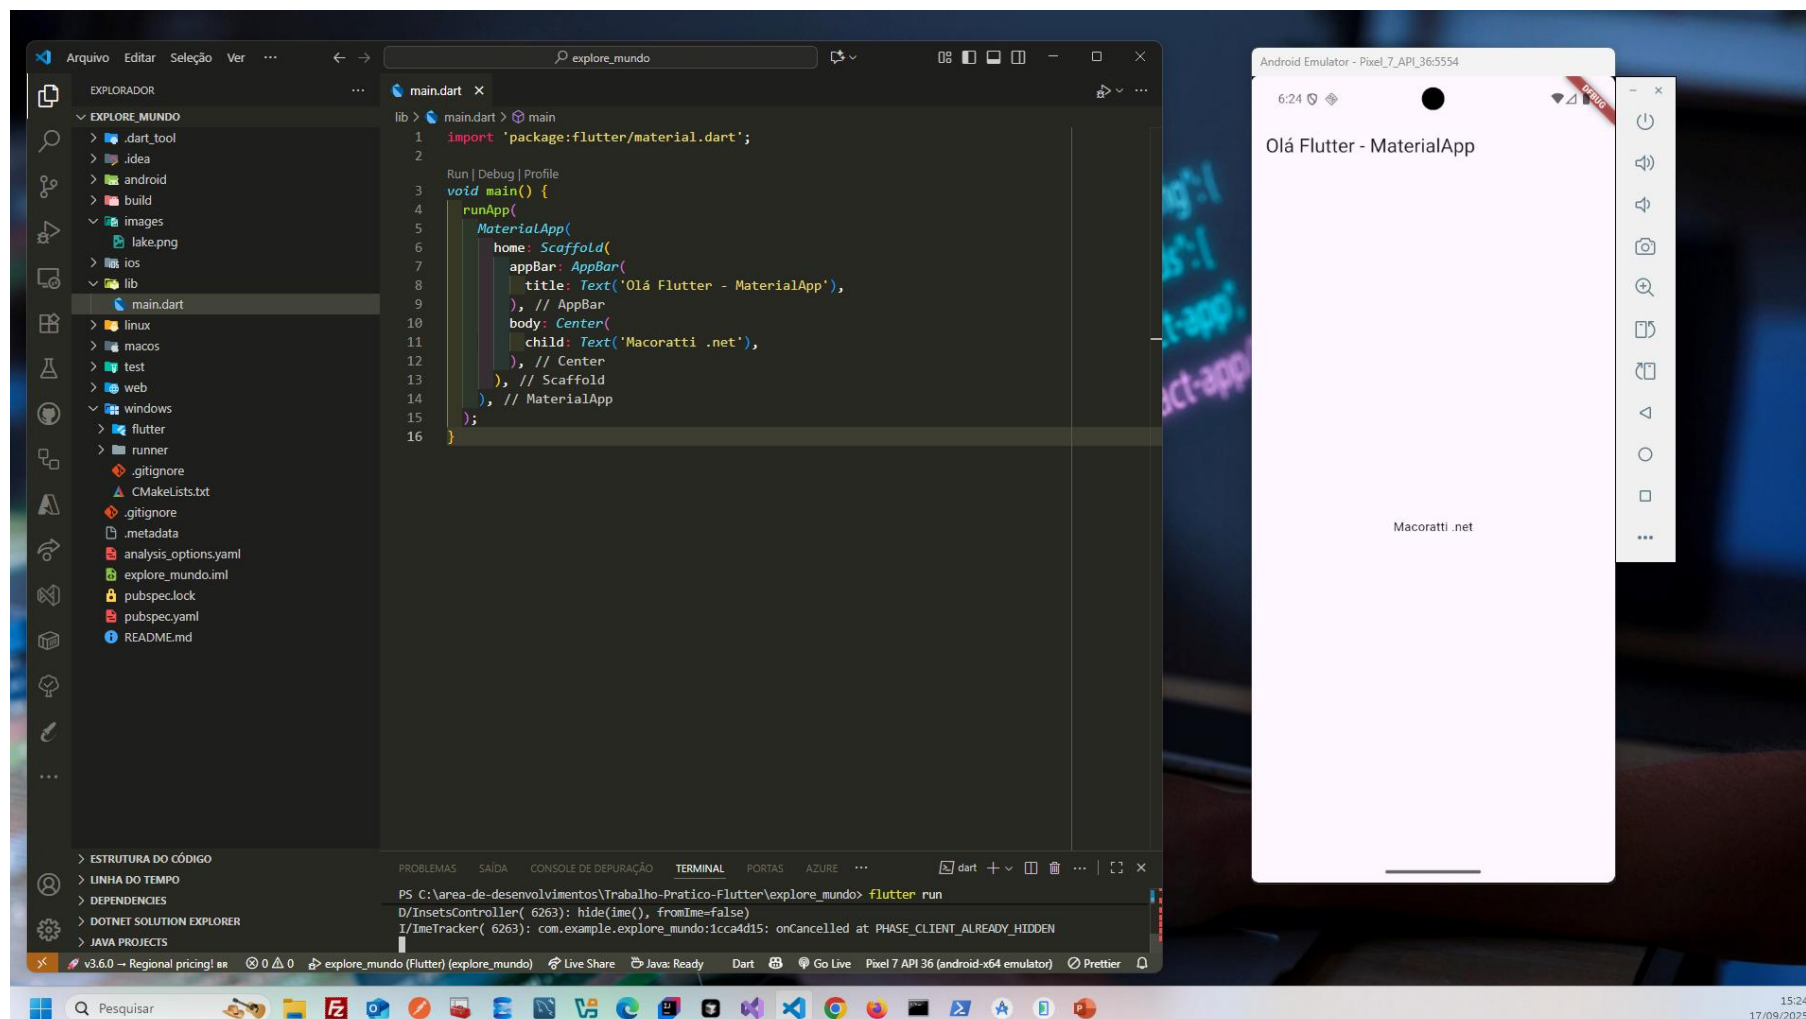 Arquivo Editar Seleção Ver ··· explore_mundo
EXPLORADOR ···
EXPLORE_MUNDO
.dart_tool
.idea
android
build
images
lake.png
ios
lib
main.dart
linux
macos
test
web
windows
flutter
runner
.gitignore
CMakeLists.txt
.gitignore
.metadata
analysis_options.yaml
explore_mundo.iml
pubspec.lock
pubspec.yaml
README.md
ESTRUTURA DO CÓDIGO
LINHA DO TEMPO
DEPENDENCIES
DOTNET SOLUTION EXPLORER
JAVA PROJECTS
main.dart
lib > main.dart > main
1 import 'package:flutter/material.dart';
2
Run | Debug | Profile
3 void main() {
4 runApp(
5 MaterialApp(
6 home: Scaffold(
7 appBar: AppBar(
8 title: Text('Olá Flutter - MaterialApp'),
9 ), // AppBar
10 body: Center(
11 child: Text('Macoratti .net'),
12 ), // Center
13 ), // Scaffold
14 ), // MaterialApp
15 );
16 }
PROBLEMAS SAÍDA CONSOLE DE DEPURAÇÃO TERMINAL PORTAS AZURE ··· dart
PS C:\area-de-desenvolvimentos\Trabalho-Pratico-Flutter\explore_mundo> flutter run
D/InsetsController( 6263): hide(ime(), fromIme=false)
I/ImeTracker( 6263): com.example.explore_mundo:1cca4d15: onCancelled at PHASE_CLIENT_ALREADY_HIDDEN
v3.6.0 → Regional pricing! BR 0 0 explore_mundo (Flutter) (explore_mundo) Live Share Java: Ready Dart Go Live Pixel 7 API 36 (android-x64 emulator) Prettier
Android Emulator - Pixel_7_API_36:5554
6:24
DEBUG
Olá Flutter - MaterialApp
Macoratti .net
Pesquisar
15:24
17/09/2025